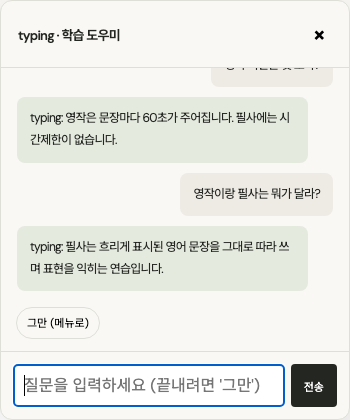 typing · 학습 도우미
typing: 영작은 문장마다 60초가 주어집니다. 필사에는 시
간제한이 없습니다.
영작이랑 필사는 뭐가 달라?
typing: 필사는 흐리게 표시된 영어 문장을 그대로 따라 쓰
며 표현을 익히는 연습입니다.
그만 (메뉴로)
질문을 입력하세요 (끝내려면 '그만')
전송